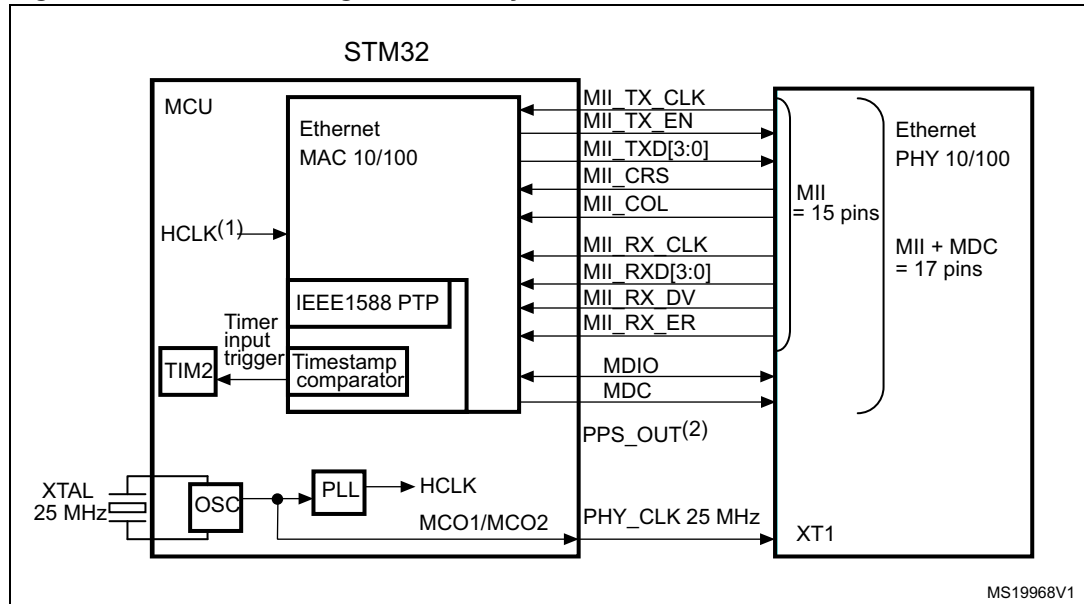 STM32
MCU
Ethernet
MAC 10/100
HCLK(1)
IEEE1588 PTP
Timer
input
trigger
TIM2
Timestamp
comparator
XTAL
25 MHz
OSC
PLL
HCLK
MCO1/MCO2
MII_TX_CLK
MII_TX_EN
MII_TXD[3:0]
MII_CRS
MII_COL
MII_RX_CLK
MII_RXD[3:0]
MII_RX_DV
MII_RX_ER
MDIO
MDC
PPS_OUT(2)
PHY_CLK 25 MHz
MII
= 15 pins
Ethernet
PHY 10/100
MII + MDC
= 17 pins
XT1
MS19968V1